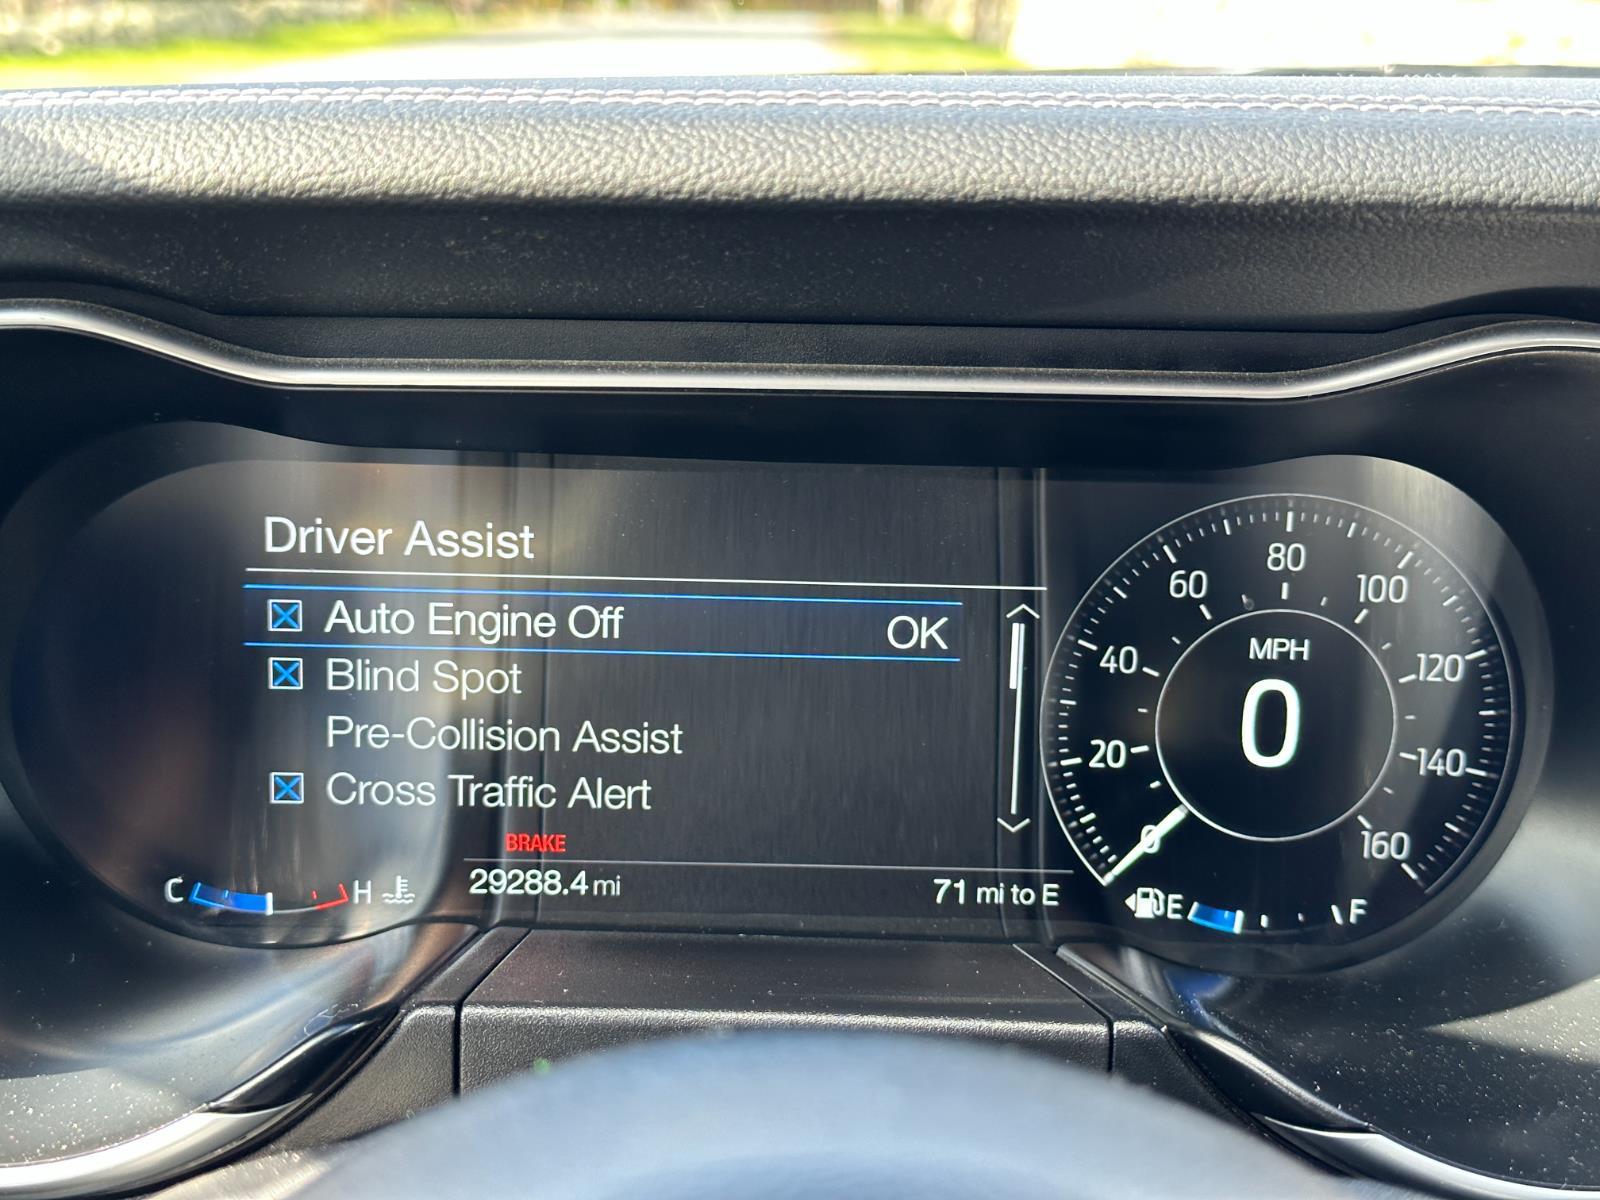 Driver Assist
Auto Engine Off OK
Blind Spot
Pre-Collision Assist
Cross Traffic Alert
BRAKE
C H
29288.4 mi
71 mi to E
0
20
40
60
80
100
120
140
160
MPH
0
E F